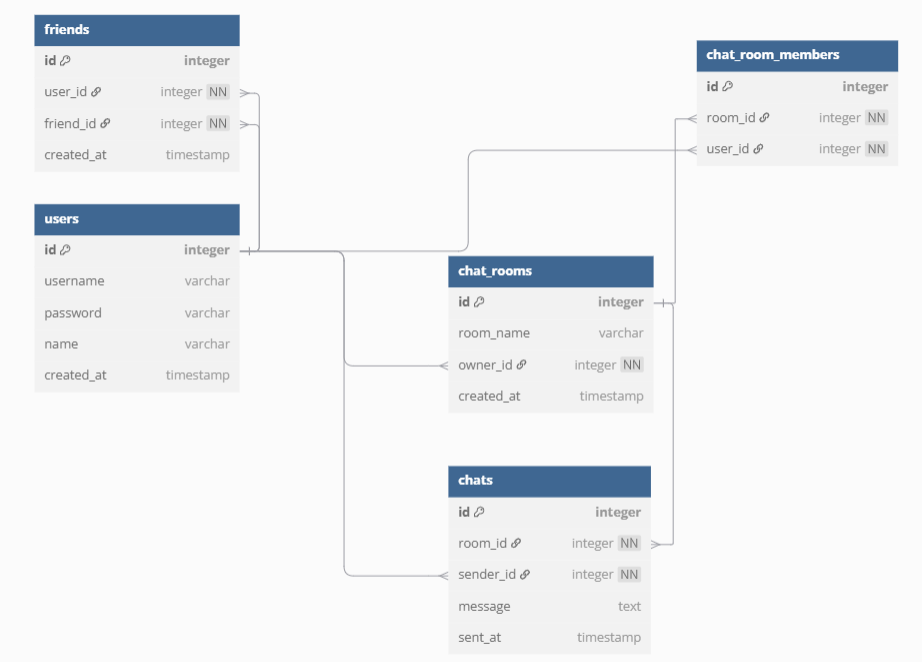 friends
id integer
user_id integer NN
friend_id integer NN
created_at timestamp
users
id integer
username varchar
password varchar
name varchar
created_at timestamp
chat_rooms
id integer
room_name varchar
owner_id integer NN
created_at timestamp
chats
id integer
room_id integer NN
sender_id integer NN
message text
sent_at timestamp
chat_room_members
id integer
room_id integer NN
user_id integer NN